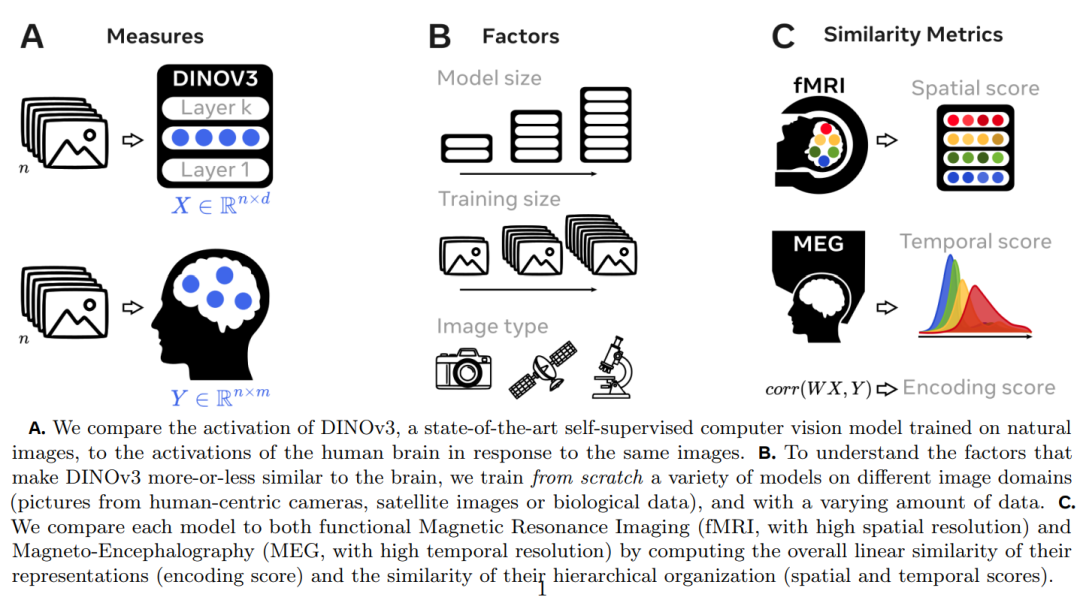 A Measures
DINOV3
Layer k
Layer 1
n
X ∈ ℝⁿˣᵈ
n
Y ∈ ℝⁿˣᵐ
B Factors
Model size
Training size
Image type
C Similarity Metrics
fMRI
Spatial score
MEG
Temporal score
corr(WX, Y) ⇨ Encoding score
A. We compare the activation of DINOv3, a state-of-the-art self-supervised computer vision model trained on natural
images, to the activations of the human brain in response to the same images. B. To understand the factors that
make DINOv3 more-or-less similar to the brain, we train from scratch a variety of models on different image domains
(pictures from human-centric cameras, satellite images or biological data), and with a varying amount of data. C.
We compare each model to both functional Magnetic Resonance Imaging (fMRI, with high spatial resolution) and
Magneto-Encephalography (MEG, with high temporal resolution) by computing the overall linear similarity of their
representations (encoding score) and the similarity of their hierarchical organization (spatial and temporal scores).
1